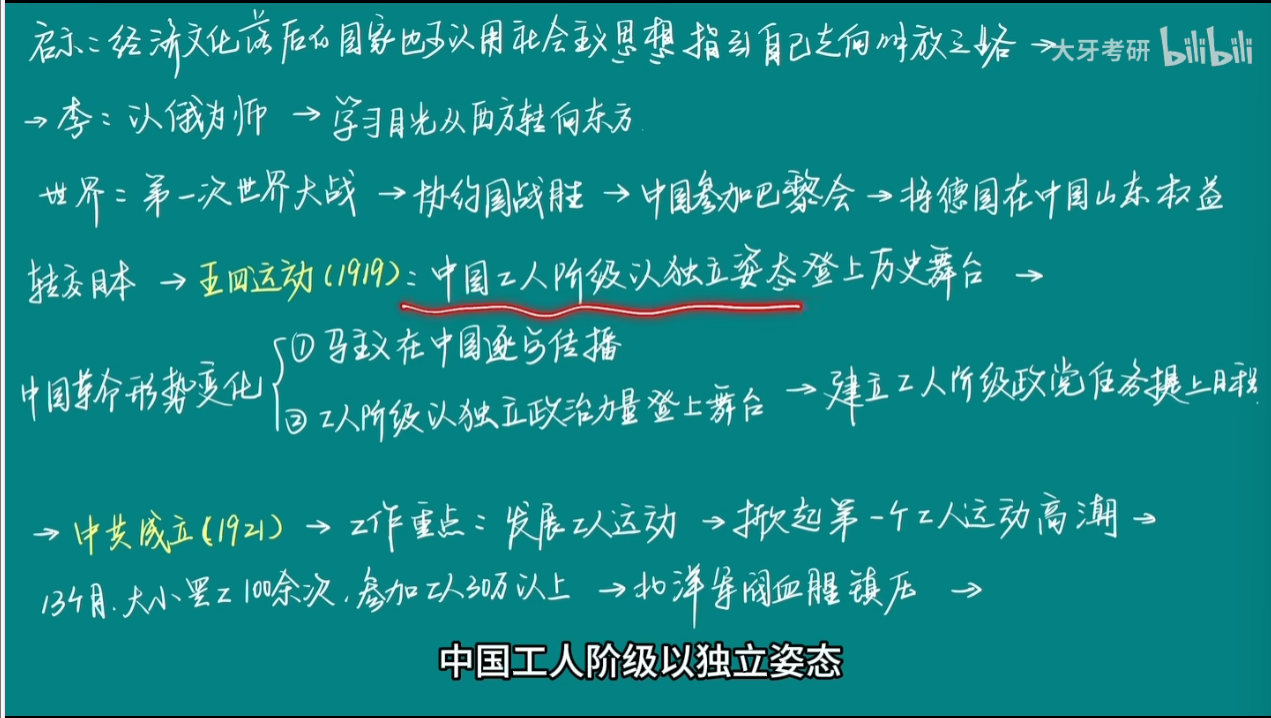 启示：经济文化落后的国家也可以用社会主义思想指引自己走向解放之路 →
大牙考研 bilibili
→ 李：以俄为师 → 学习目光从西方转向东方
世界：第一次世界大战 → 协约国战胜 → 中国参加巴黎会 → 将德国在中国山东权益
转交日本 → 五四运动(1919)：中国工人阶级以独立姿态登上历史舞台 →
中国革命形势变化
① 马主义在中国逐步传播
② 工人阶级以独立政治力量登上舞台
→ 建立工人阶级政党任务提上日程
→ 中共成立(1921) → 工作重点：发展工人运动 → 掀起第一个工人运动高潮 →
13个月.大小罢工100余次,参加工人30万以上 → 北洋军阀血腥镇压 →
中国工人阶级以独立姿态